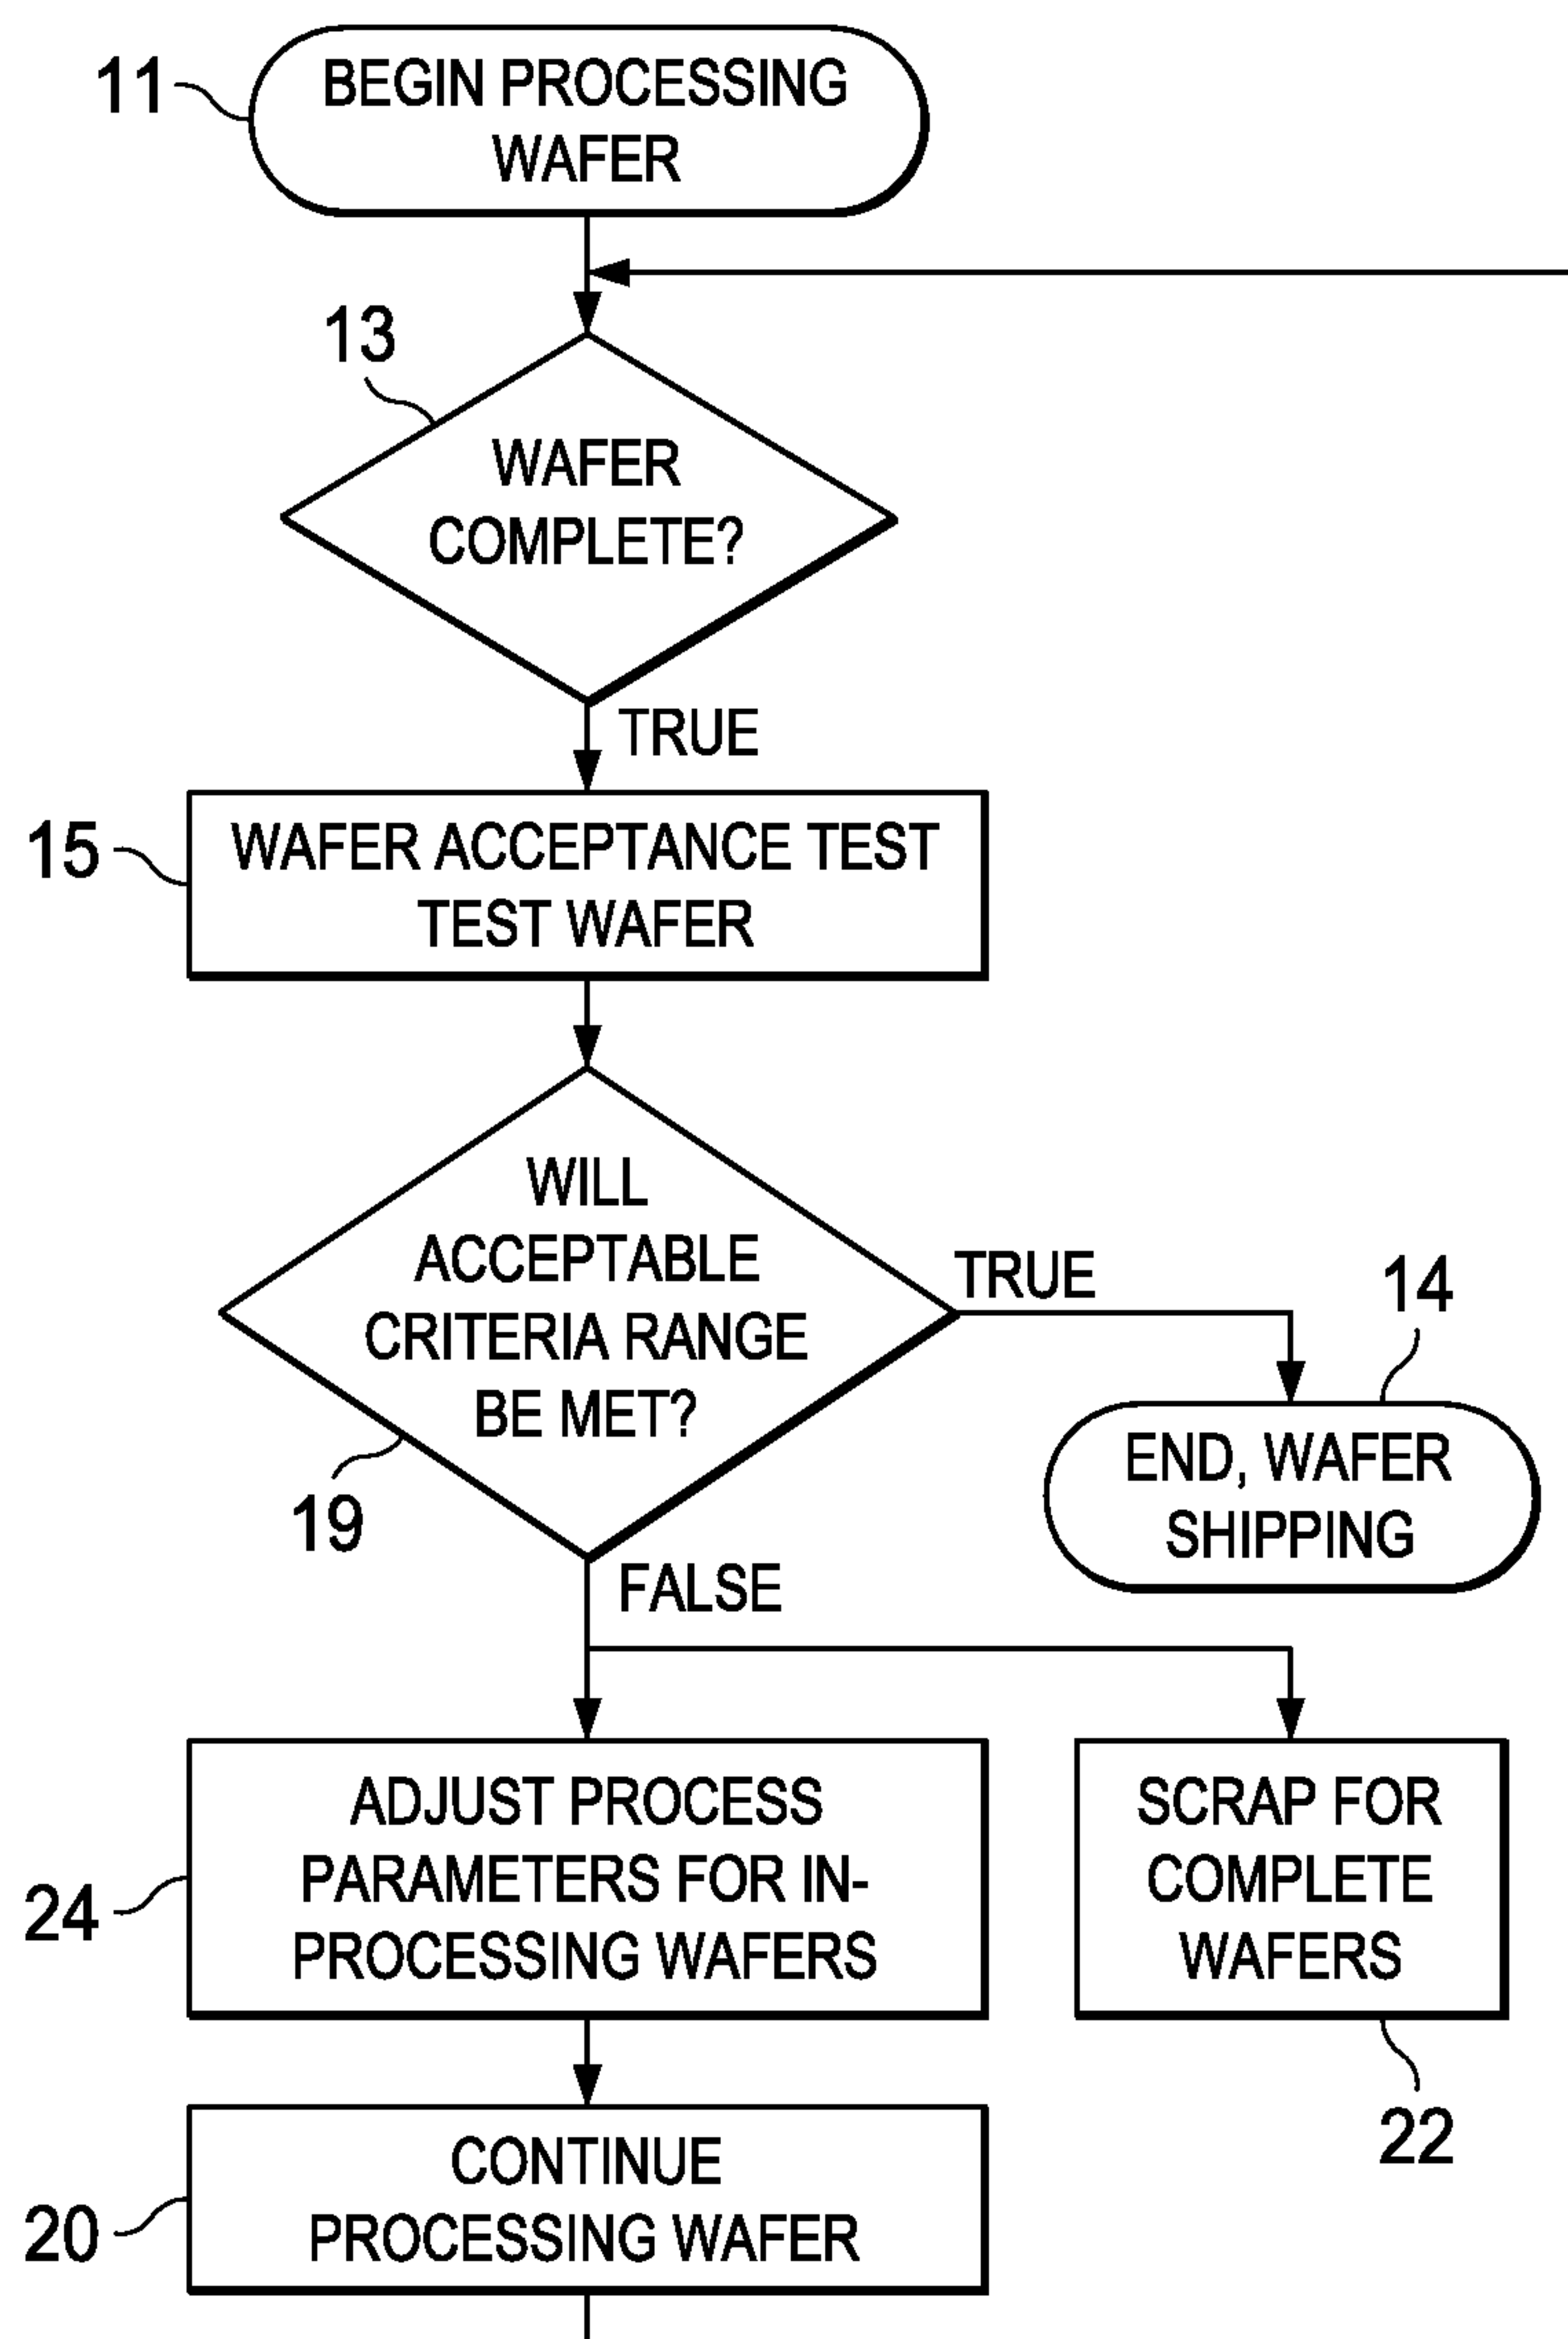 11
BEGIN PROCESSING
WAFER
13
WAFER
COMPLETE?
TRUE
15
WAFER ACCEPTANCE TEST
TEST WAFER
WILL
ACCEPTABLE
CRITERIA RANGE
BE MET?
TRUE
14
19
END, WAFER
SHIPPING
FALSE
24
ADJUST PROCESS
PARAMETERS FOR IN-
PROCESSING WAFERS
SCRAP FOR
COMPLETE
WAFERS
22
20
CONTINUE
PROCESSING WAFER